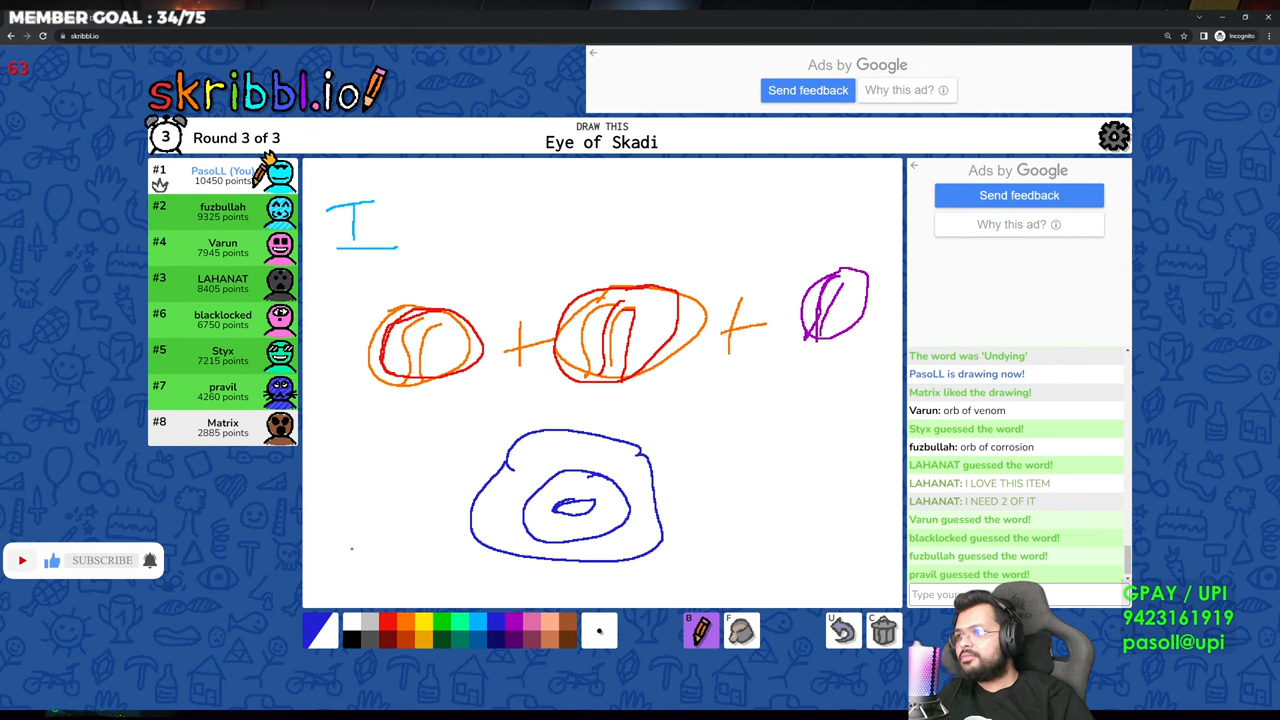 MEMBER GOAL : 34/75
skribbl.io
Incognito
63
skribbl.io
Ads by Google
Send feedback
Why this ad?
3
Round 3 of 3
DRAW THIS
Eye of Skadi
#1
PasoLL (You)
10450 points
#2
fuzbullah
9325 points
#4
Varun
7945 points
#3
LAHANAT
8405 points
#6
blacklocked
6750 points
#5
Styx
7215 points
#7
pravil
4260 points
#8
Matrix
2885 points
I
+
+
Ads by Google
Send feedback
Why this ad?
The word was 'Undying'
PasoLL is drawing now!
Matrix liked the drawing!
Varun: orb of venom
Styx guessed the word!
fuzbullah: orb of corrosion
LAHANAT guessed the word!
LAHANAT: I LOVE THIS ITEM
LAHANAT: I NEED 2 OF IT
Varun guessed the word!
blacklocked guessed the word!
fuzbullah guessed the word!
pravil guessed the word!
Type your
SUBSCRIBE
B
F
U
C
GPAY / UPI
9423161919
pasoll@upi